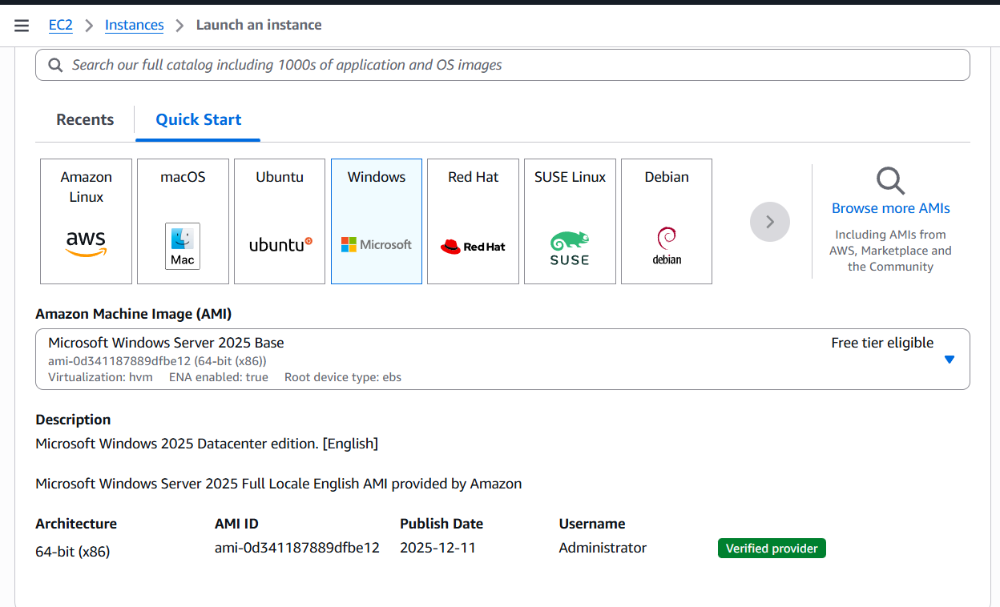 EC2 > Instances > Launch an instance
Search our full catalog including 1000s of application and OS images
Recents Quick Start
Amazon Linux
aws
macOS
Mac
Ubuntu
ubuntu
Windows
Microsoft
Red Hat
Red Hat
SUSE Linux
SUSE
Debian
debian
Browse more AMIs
Including AMIs from
AWS, Marketplace and
the Community
Amazon Machine Image (AMI)
Microsoft Windows Server 2025 Base Free tier eligible
ami-0d341187889dfbe12 (64-bit (x86))
Virtualization: hvm ENA enabled: true Root device type: ebs
Description
Microsoft Windows 2025 Datacenter edition. [English]
Microsoft Windows Server 2025 Full Locale English AMI provided by Amazon
Architecture AMI ID Publish Date Username
64-bit (x86) ami-0d341187889dfbe12 2025-12-11 Administrator Verified provider